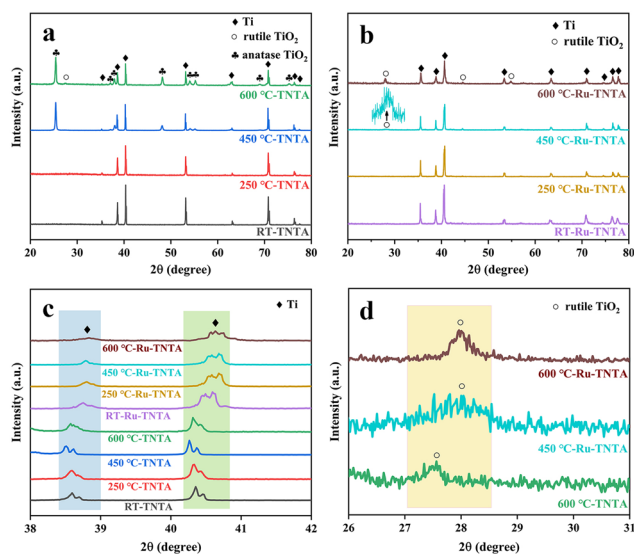 a
♦ Ti
○ rutile TiO₂
♣ anatase TiO₂
600 °C-TNTA
450 °C-TNTA
250 °C-TNTA
RT-TNTA
Intensity (a.u.)
20 30 40 50 60 70 80
2θ (degree)
b
♦ Ti
○ rutile TiO₂
600 °C-Ru-TNTA
450 °C-Ru-TNTA
250 °C-Ru-TNTA
RT-Ru-TNTA
Intensity (a.u.)
20 30 40 50 60 70 80
2θ (degree)
c
♦ Ti
600 °C-Ru-TNTA
450 °C-Ru-TNTA
250 °C-Ru-TNTA
RT-Ru-TNTA
600 °C-TNTA
450 °C-TNTA
250 °C-TNTA
RT-TNTA
Intensity (a.u.)
38 39 40 41 42
2θ (degree)
d
○ rutile TiO₂
600 °C-Ru-TNTA
450 °C-Ru-TNTA
600 °C-TNTA
Intensity (a.u.)
26 27 28 29 30 31
2θ (degree)